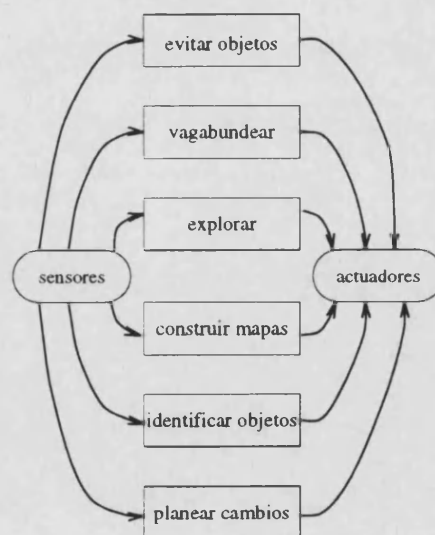 evitar objetos
vagabundear
explorar
sensores
actuadores
construir mapas
identificar objetos
planear cambios